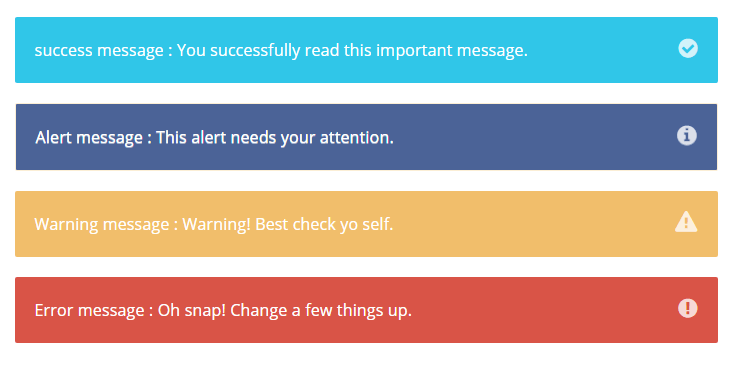 success message : You successfully read this important message.
Alert message : This alert needs your attention.
Warning message : Warning! Best check yo self.
Error message : Oh snap! Change a few things up.